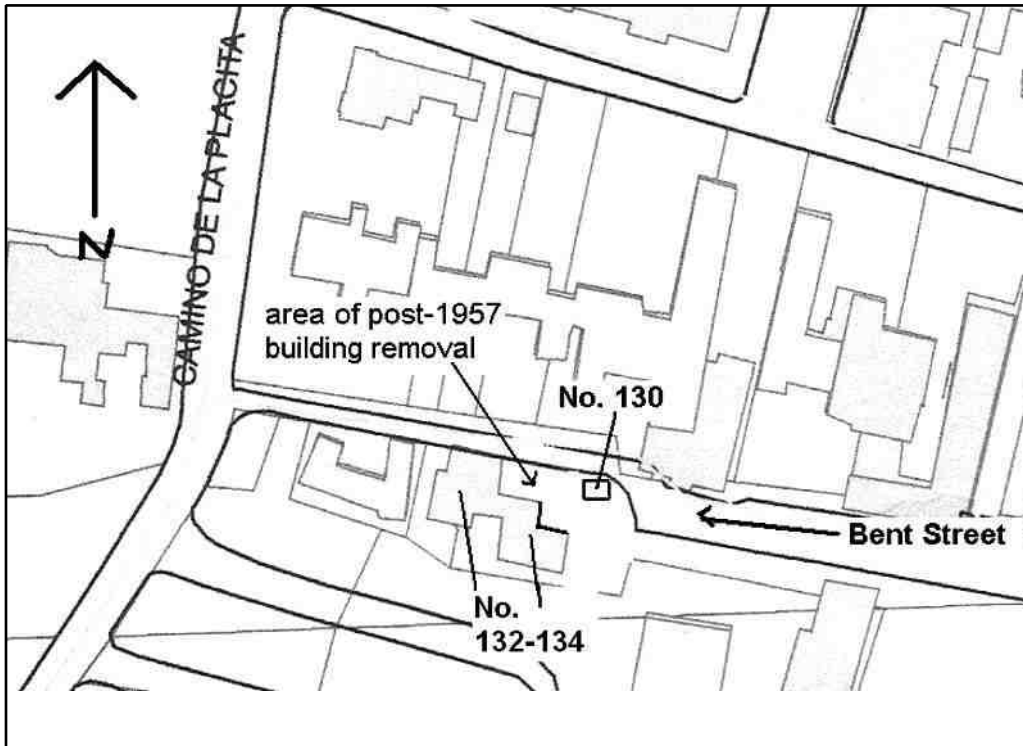 N
CAMINO DE LA PLACITA
area of post-1957
building removal
No. 130
Bent Street
No.
132-134